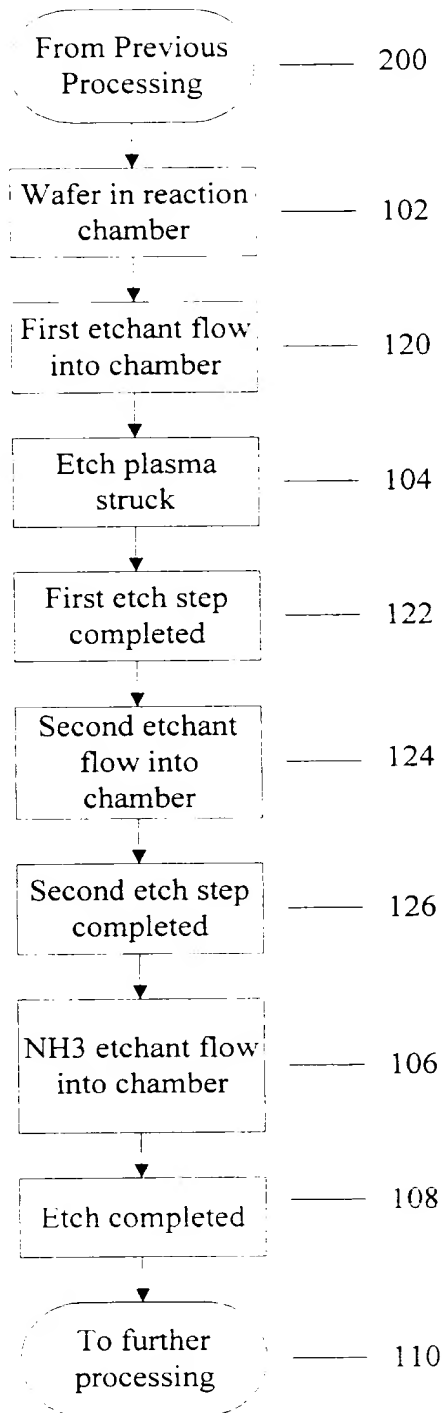 From Previous
Processing
200
Wafer in reaction
chamber
102
First etchant flow
into chamber
120
Etch plasma
struck
104
First etch step
completed
122
Second etchant
flow into
chamber
124
Second etch step
completed
126
NH3 etchant flow
into chamber
106
Etch completed
108
To further
processing
110